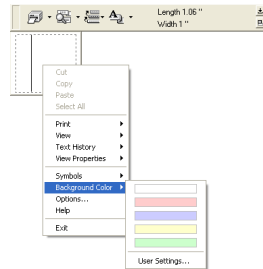 Length 1.06 "
Width 1 "
Cut
Copy
Paste
Select All
Print
View
Text History
View Properties
Symbols
Background Color
Options...
Help
Exit
User Settings...